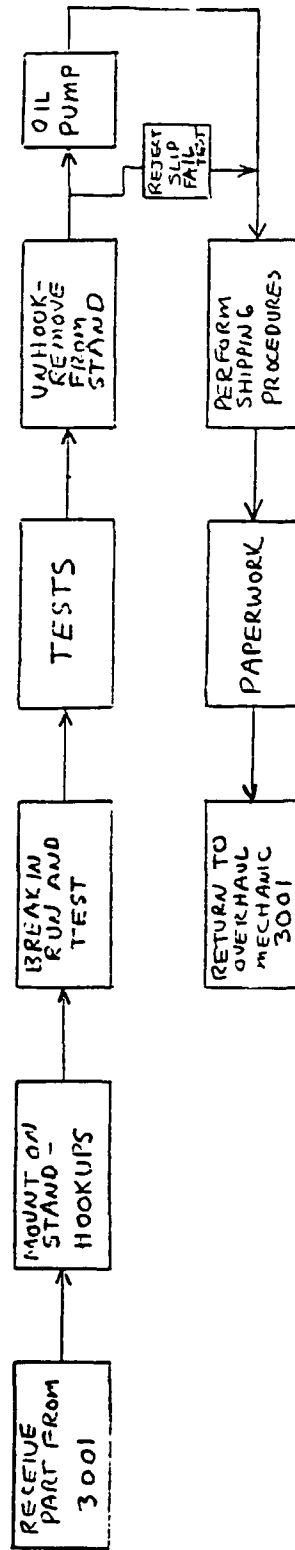 RECEIVE
PART FROM
3001
MOUNT ON
STAND -
HOOKUPS
BREAK IN
RUN AND
TEST
TESTS
UNHOOK-
REMOVE
FROM
STAND
OIL
PUMP
REJECT
SLIP
FAIL
TEST
PERFORM
SHIPPING
PROCEDURES
PAPERWORK
RETURN TO
OVERHAUL
MECHANIC
3001